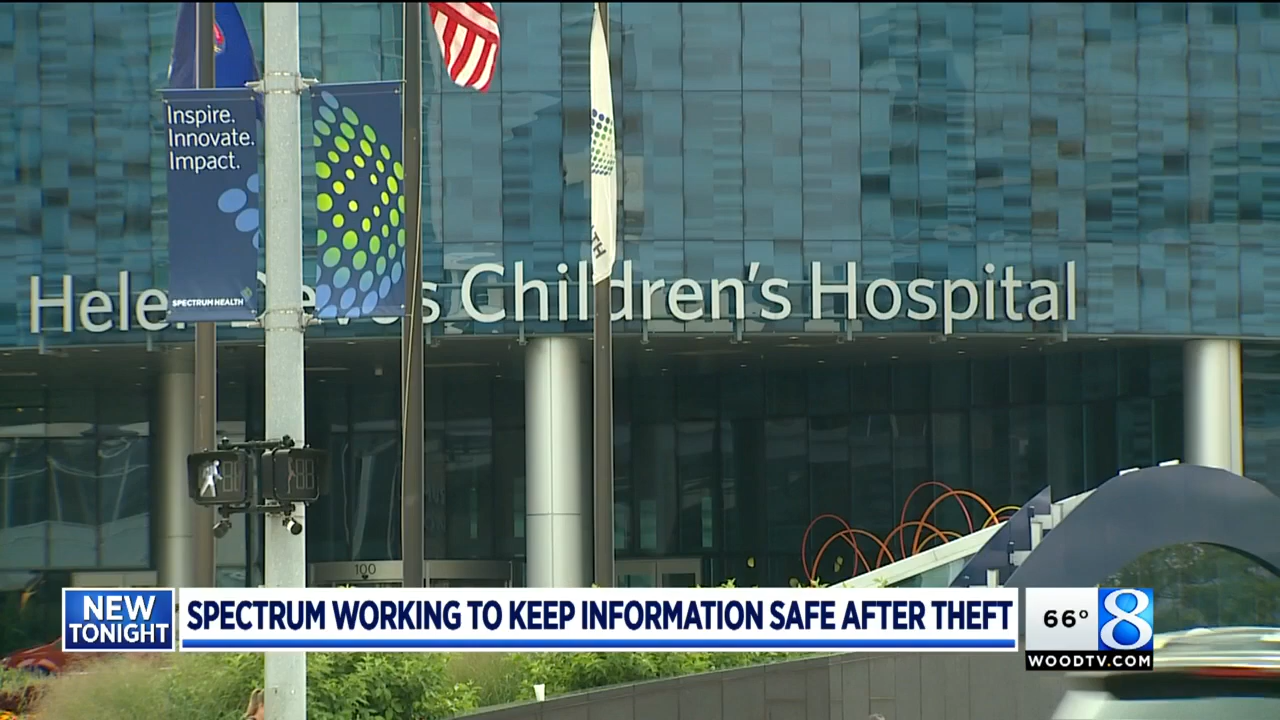 Inspire.
Innovate.
Impact.
SPECTRUM HEALTH
Children's Hospital
100
NEW
TONIGHT
SPECTRUM WORKING TO KEEP INFORMATION SAFE AFTER THEFT
66°
8
WOODTV.COM